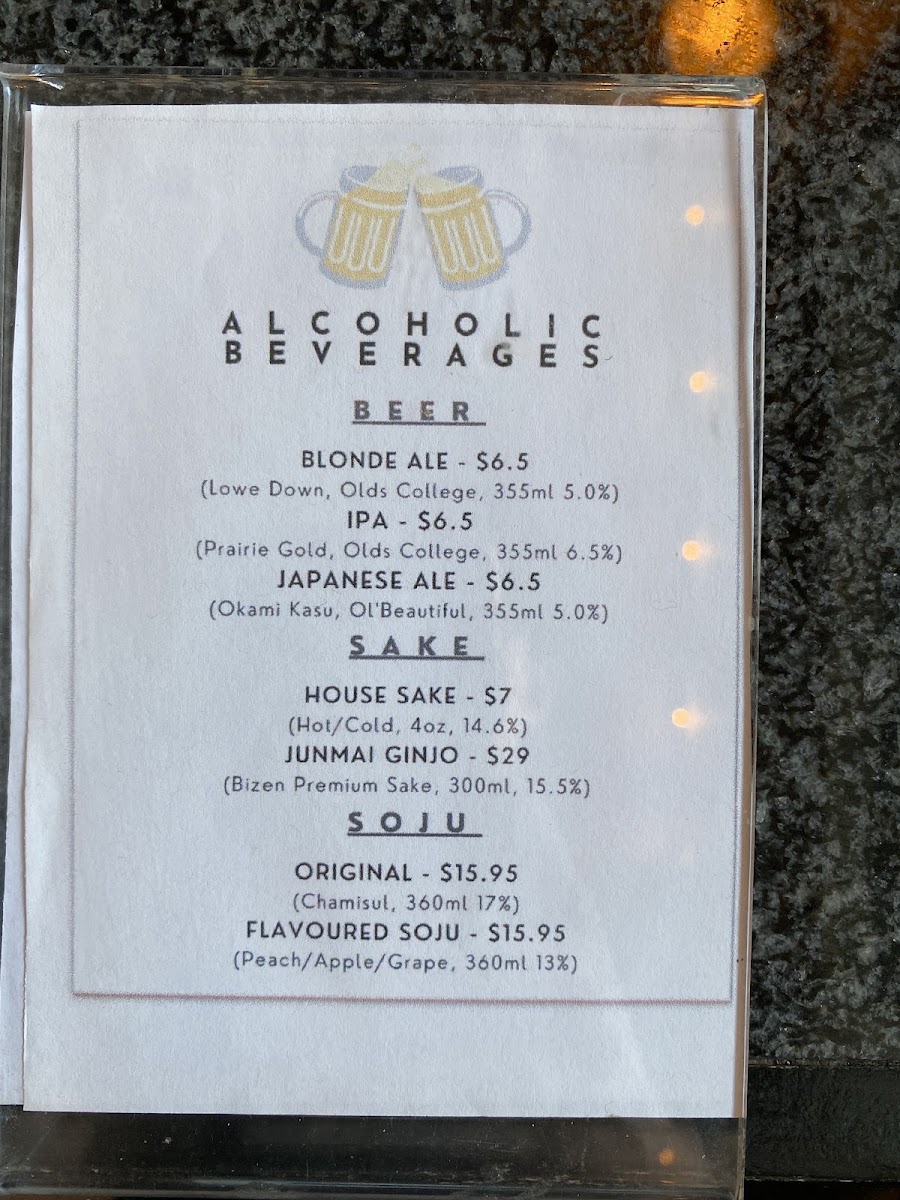 ALCOHOLIC
BEVERAGES
BEER
BLONDE ALE - $6.5
(Lowe Down, Olds College, 355ml 5.0%)
IPA - $6.5
(Prairie Gold, Olds College, 355ml 6.5%)
JAPANESE ALE - $6.5
(Okami Kasu, Ol'Beautiful, 355ml 5.0%)
SAKE
HOUSE SAKE - $7
(Hot/Cold, 4oz, 14.6%)
JUNMAI GINJO - $29
(Bizen Premium Sake, 300ml, 15.5%)
SOJU
ORIGINAL - $15.95
(Chamisul, 360ml 17%)
FLAVOURED SOJU - $15.95
(Peach/Apple/Grape, 360ml 13%)